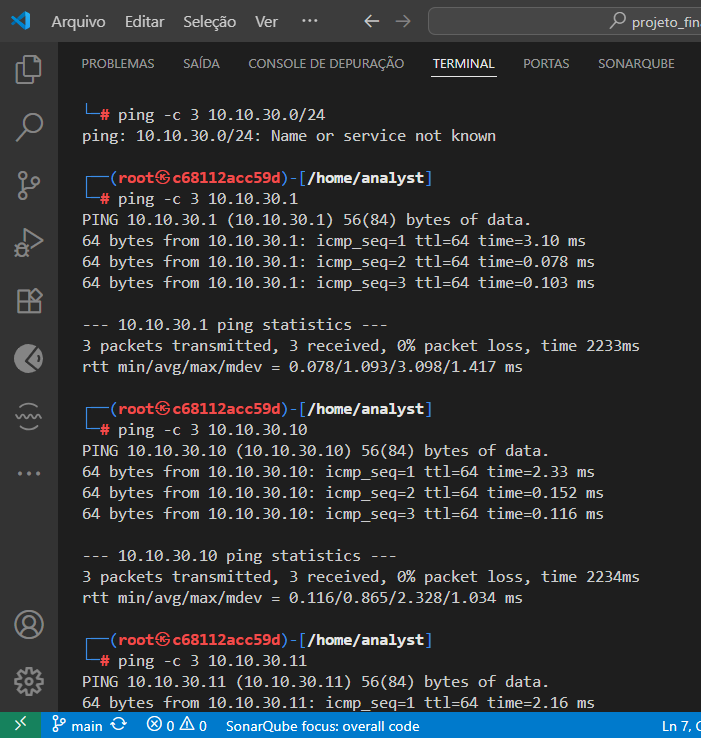 Arquivo Editar Seleção Ver ··· ← → projeto_fin
PROBLEMAS SAÍDA CONSOLE DE DEPURAÇÃO TERMINAL PORTAS SONARQUBE
└─# ping -c 3 10.10.30.0/24
ping: 10.10.30.0/24: Name or service not known
┌──(root㉿c68112acc59d)-[/home/analyst]
└─# ping -c 3 10.10.30.1
PING 10.10.30.1 (10.10.30.1) 56(84) bytes of data.
64 bytes from 10.10.30.1: icmp_seq=1 ttl=64 time=3.10 ms
64 bytes from 10.10.30.1: icmp_seq=2 ttl=64 time=0.078 ms
64 bytes from 10.10.30.1: icmp_seq=3 ttl=64 time=0.103 ms
--- 10.10.30.1 ping statistics ---
3 packets transmitted, 3 received, 0% packet loss, time 2233ms
rtt min/avg/max/mdev = 0.078/1.093/3.098/1.417 ms
┌──(root㉿c68112acc59d)-[/home/analyst]
└─# ping -c 3 10.10.30.10
PING 10.10.30.10 (10.10.30.10) 56(84) bytes of data.
64 bytes from 10.10.30.10: icmp_seq=1 ttl=64 time=2.33 ms
64 bytes from 10.10.30.10: icmp_seq=2 ttl=64 time=0.152 ms
64 bytes from 10.10.30.10: icmp_seq=3 ttl=64 time=0.116 ms
--- 10.10.30.10 ping statistics ---
3 packets transmitted, 3 received, 0% packet loss, time 2234ms
rtt min/avg/max/mdev = 0.116/0.865/2.328/1.034 ms
┌──(root㉿c68112acc59d)-[/home/analyst]
└─# ping -c 3 10.10.30.11
PING 10.10.30.11 (10.10.30.11) 56(84) bytes of data.
64 bytes from 10.10.30.11: icmp_seq=1 ttl=64 time=2.16 ms
main 0 0 SonarQube focus: overall code Ln 7,